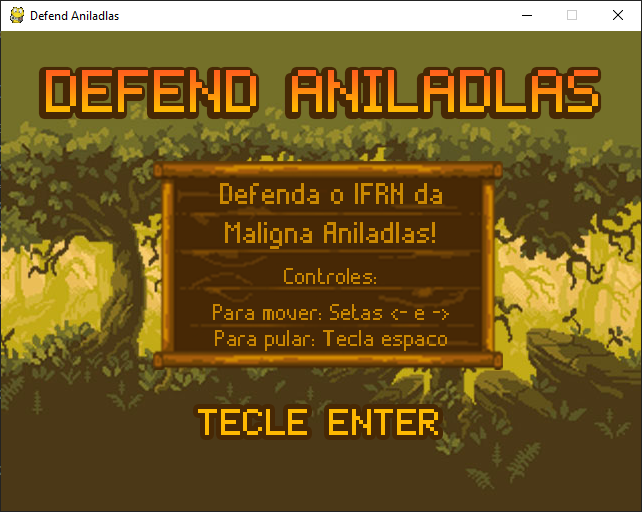 Defend Aniladlas
DEFEND ANILADLAS
Defenda o IFRN da
Maligna Aniladlas!
Controles:
Para mover: Setas <- e ->
Para pular: Tecla espaco
TECLE ENTER